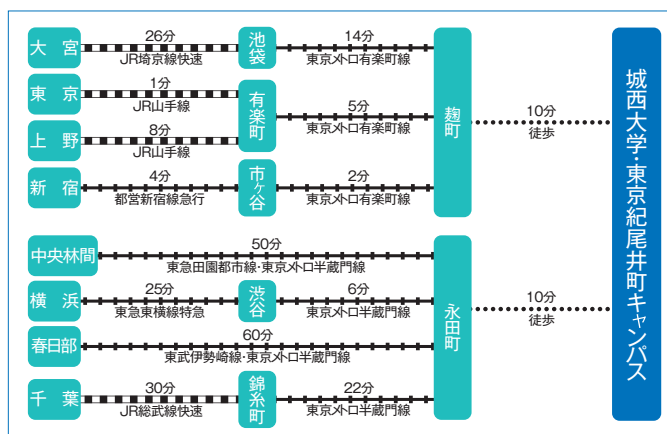 大宮
26分
JR埼京線快速
池袋
14分
東京メトロ有楽町線
東京
1分
JR山手線
有楽町
5分
東京メトロ有楽町線
上野
8分
JR山手線
新宿
4分
都営新宿線急行
市ヶ谷
2分
東京メトロ有楽町線
麹町
10分
徒歩
中央林間
50分
東急田園都市線・東京メトロ半蔵門線
横浜
25分
東急東横線特急
渋谷
6分
東京メトロ半蔵門線
春日部
60分
東武伊勢崎線・東京メトロ半蔵門線
千葉
30分
JR総武線快速
錦糸町
22分
東京メトロ半蔵門線
永田町
10分
徒歩
城西大学・東京紀尾井町キャンパス